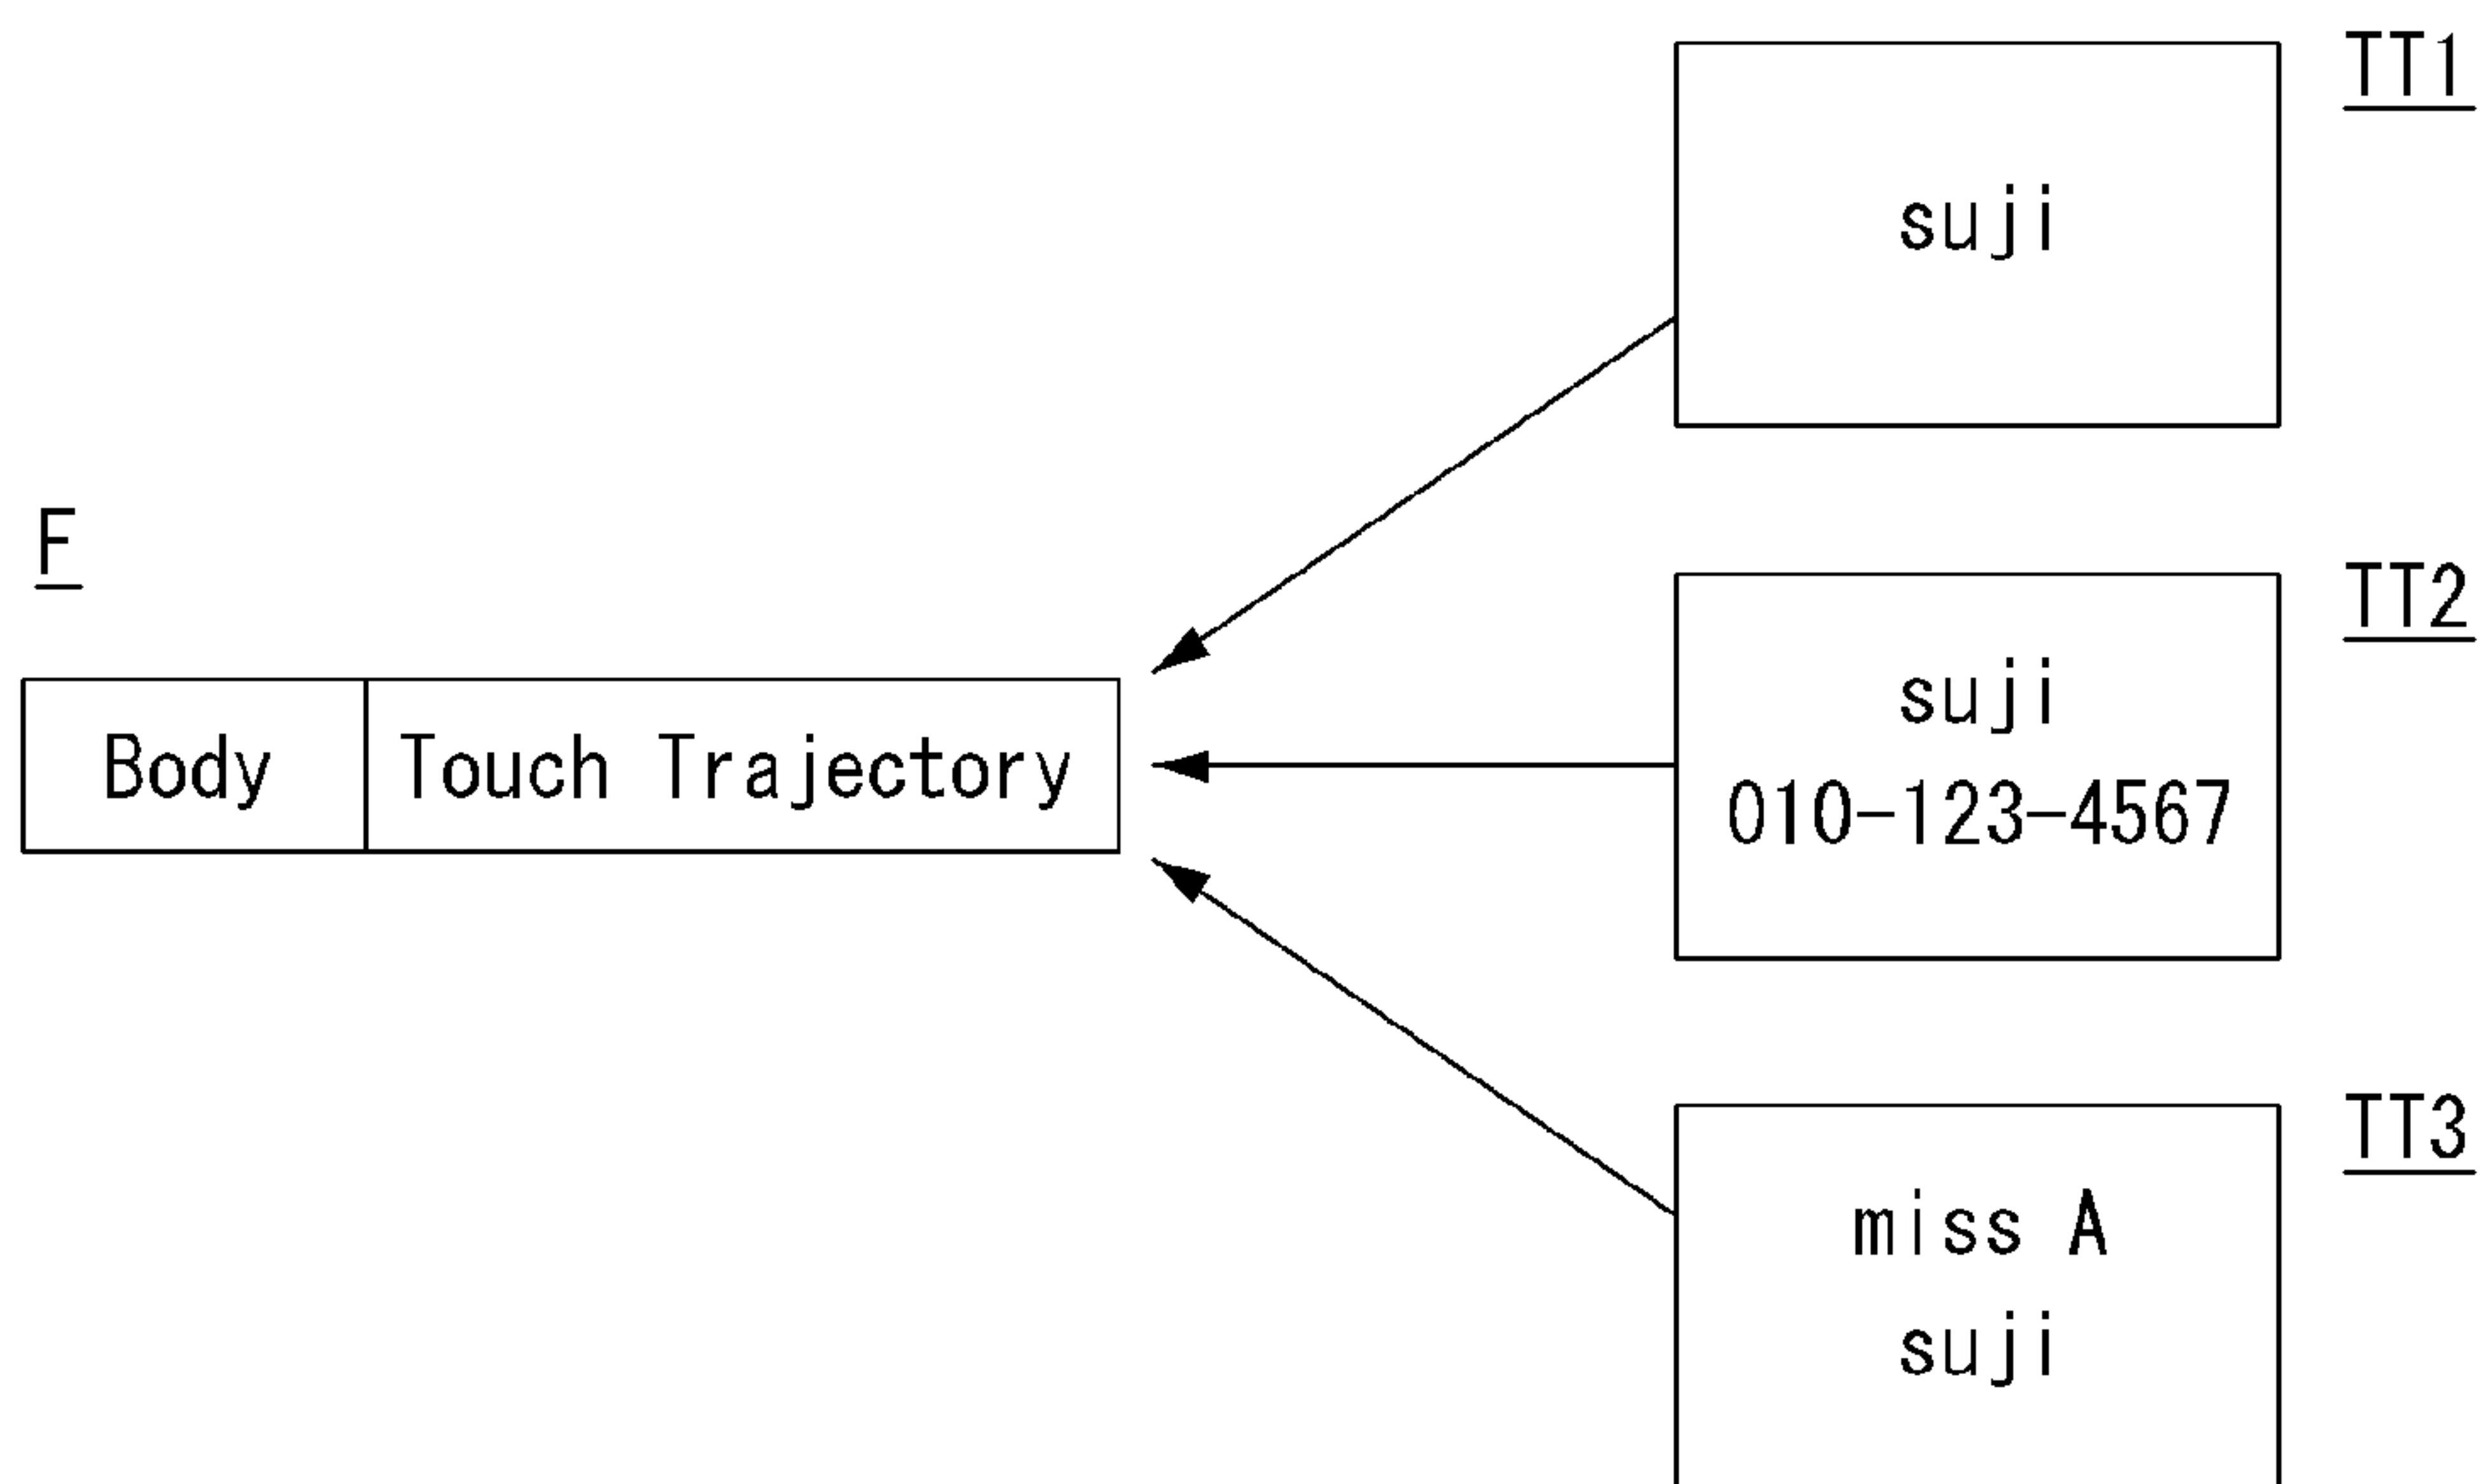 TT1
suji
F
Body Touch Trajectory
TT2
suji
010-123-4567
TT3
miss A
suji